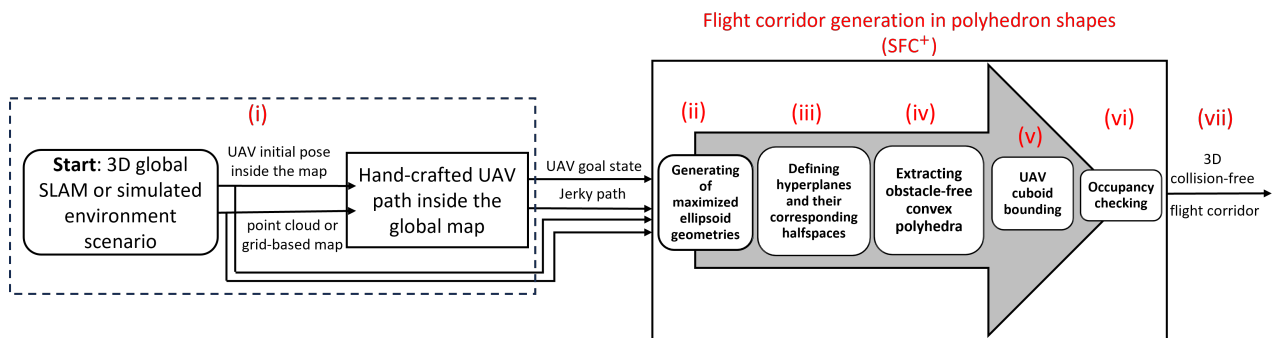 Flight corridor generation in polyhedron shapes
(SFC⁺)
(i)
Start: 3D global
SLAM or simulated
environment
scenario
UAV initial pose
inside the map
point cloud or
grid-based map
Hand-crafted UAV
path inside the
global map
UAV goal state
Jerky path
(ii)
Generating
of
maximized
ellipsoid
geometries
(iii)
Defining
hyperplanes
and their
corresponding
halfspaces
(iv)
Extracting
obstacle-free
convex
polyhedra
(v)
UAV
cuboid
bounding
(vi)
Occupancy
checking
(vii)
3D
collision-free
flight corridor